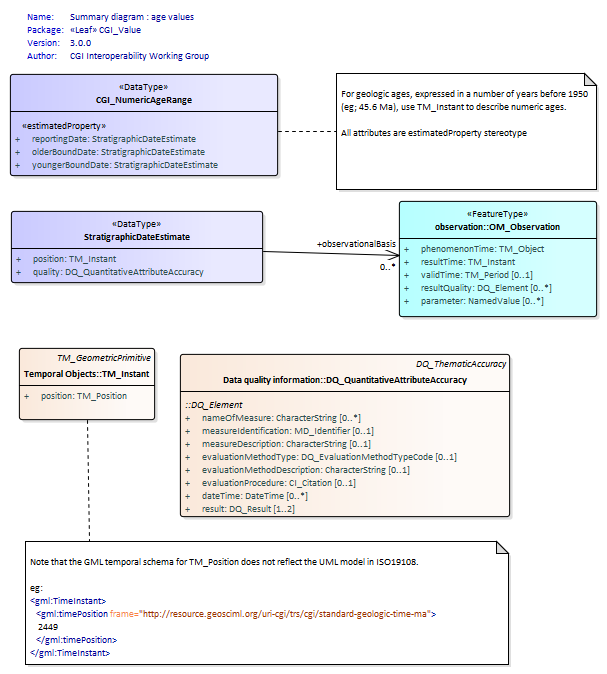 Name: Summary diagram : age values
Package: «Leaf» CGI_Value
Version: 3.0.0
Author: CGI Interoperability Working Group
«DataType»
CGI_NumericAgeRange
«estimatedProperty»
+ reportingDate: StratigraphicDateEstimate
+ olderBoundDate: StratigraphicDateEstimate
+ youngerBoundDate: StratigraphicDateEstimate
For geologic ages, expressed in a number of years before 1950
(eg; 45.6 Ma), use TM_Instant to describe numeric ages.
All attributes are estimatedProperty stereotype
«DataType»
StratigraphicDateEstimate
+ position: TM_Instant
+ quality: DQ_QuantitativeAttributeAccuracy
+observationalBasis
0..*
«FeatureType»
observation::OM_Observation
+ phenomenonTime: TM_Object
+ resultTime: TM_Instant
+ validTime: TM_Period [0..1]
+ resultQuality: DQ_Element [0..*]
+ parameter: NamedValue [0..*]
TM_GeometricPrimitive
Temporal Objects::TM_Instant
+ position: TM_Position
DQ_ThematicAccuracy
Data quality information::DQ_QuantitativeAttributeAccuracy
::DQ_Element
+ nameOfMeasure: CharacterString [0..*]
+ measureIdentification: MD_Identifier [0..1]
+ measureDescription: CharacterString [0..1]
+ evaluationMethodType: DQ_EvaluationMethodTypeCode [0..1]
+ evaluationMethodDescription: CharacterString [0..1]
+ evaluationProcedure: CI_Citation [0..1]
+ dateTime: DateTime [0..*]
+ result: DQ_Result [1..2]
Note that the GML temporal schema for TM_Position does not reflect the UML model in ISO19108.
eg:
<gml:TimeInstant>
<gml:timePosition frame="http://resource.geosciml.org/uri-cgi/trs/cgi/standard-geologic-time-ma">
2449
</gml:timePosition>
</gml:TimeInstant>